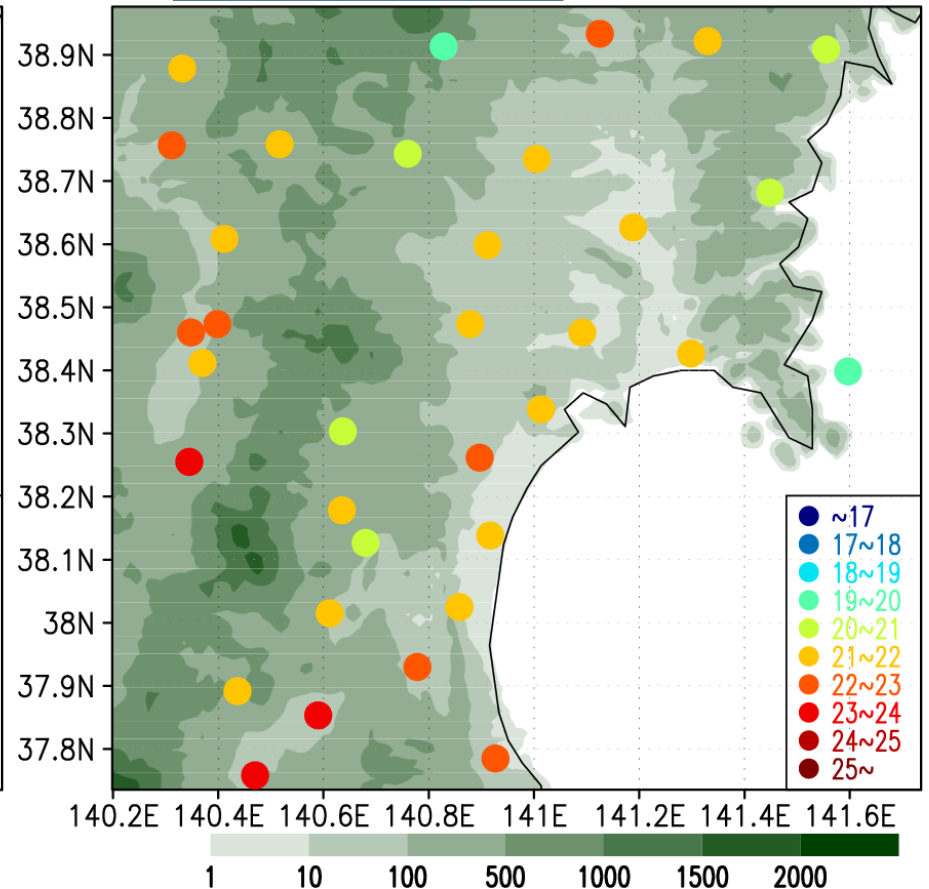 38.9N
38.8N
38.7N
38.6N
38.5N
38.4N
38.3N
38.2N
38.1N
38N
37.9N
37.8N
~17
17~18
18~19
19~20
20~21
21~22
22~23
23~24
24~25
25~
140.2E 140.4E 140.6E 140.8E 141E 141.2E 141.4E 141.6E
1 10 100 500 1000 1500 2000